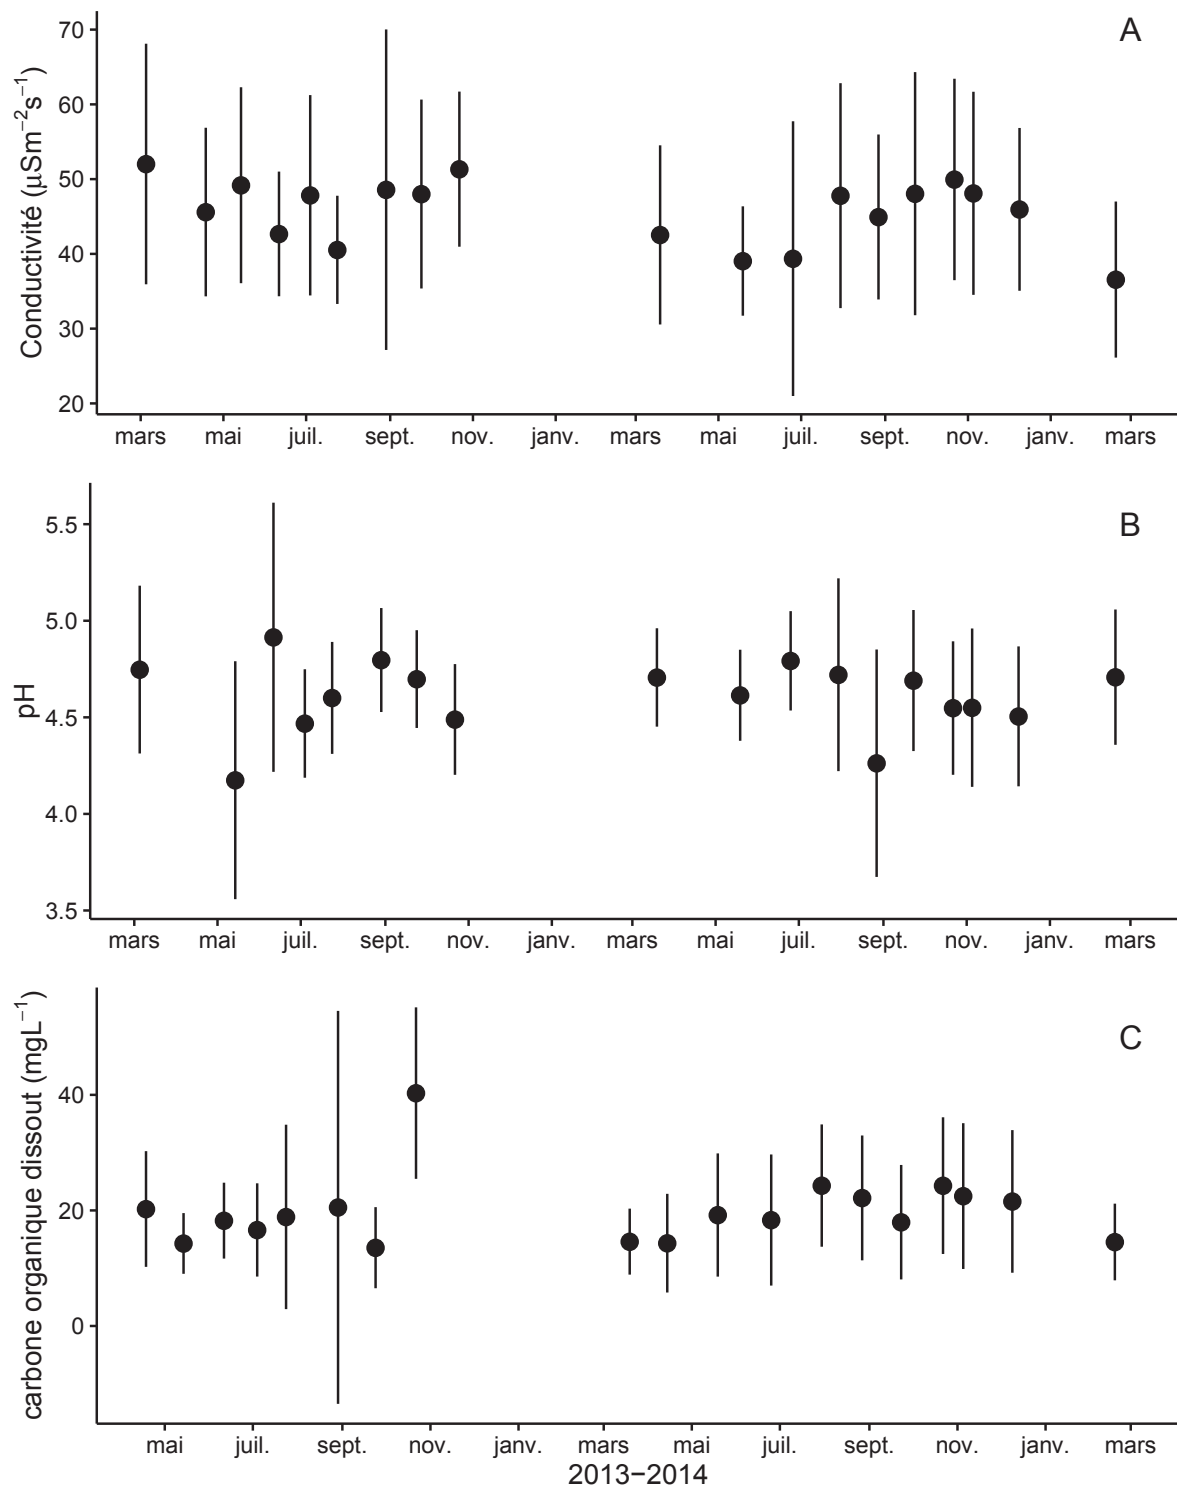 A
Conductivité (μSm⁻²s⁻¹)
70
60
50
40
30
20
mars mai juil. sept. nov. janv. mars mai juil. sept. nov. janv. mars
B
pH
5.5
5.0
4.5
4.0
3.5
mars mai juil. sept. nov. janv. mars mai juil. sept. nov. janv. mars
C
carbone organique dissout (mgL⁻¹)
40
20
0
mai juil. sept. nov. janv. mars mai juil. sept. nov. janv. mars
2013−2014